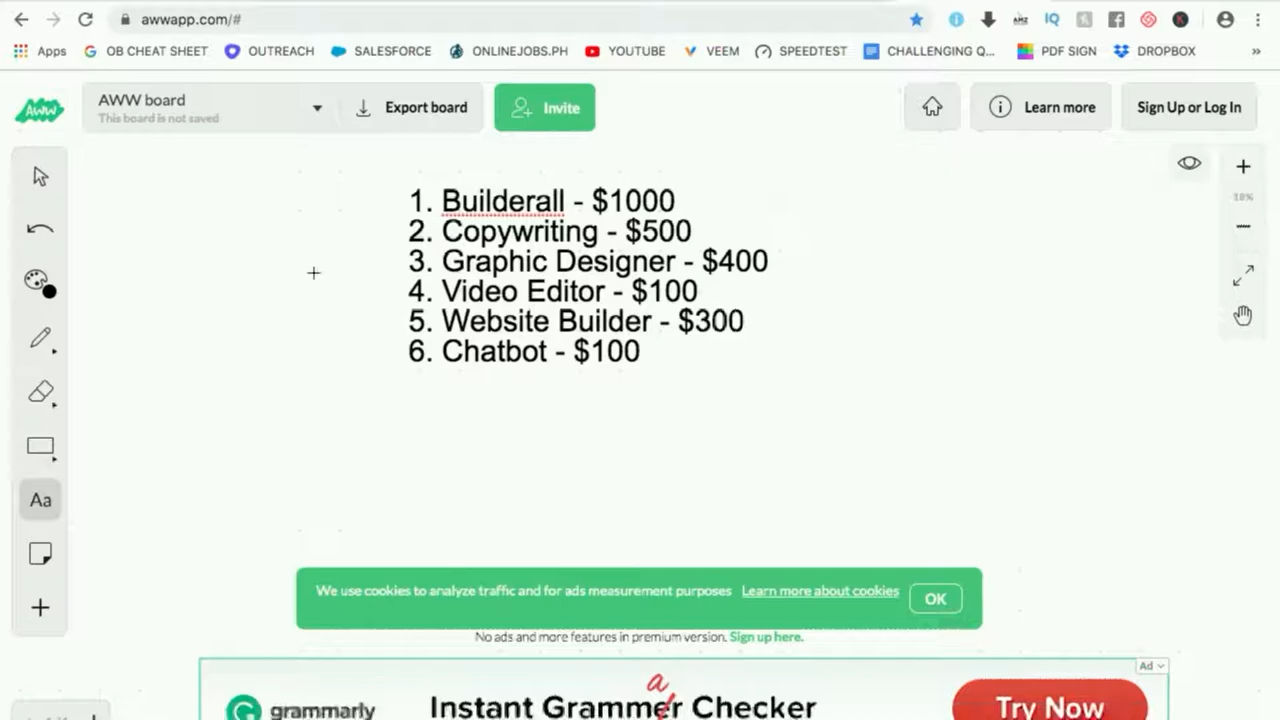 awwapp.com/#
Apps OB CHEAT SHEET OUTREACH SALESFORCE ONLINEJOBS.PH YOUTUBE VEEM SPEEDTEST CHALLENGING Q... PDF SIGN DROPBOX »
AWW
AWW board
This board is not saved
Export board
Invite
Learn more
Sign Up or Log In
18%
1. Builderall - $1000
2. Copywriting - $500
3. Graphic Designer - $400
4. Video Editor - $100
5. Website Builder - $300
6. Chatbot - $100
Aa
We use cookies to analyze traffic and for ads measurement purposes Learn more about cookies OK
No ads and more features in premium version. Sign up here.
Ad
a
grammarly Instant Grammer Checker Try Now